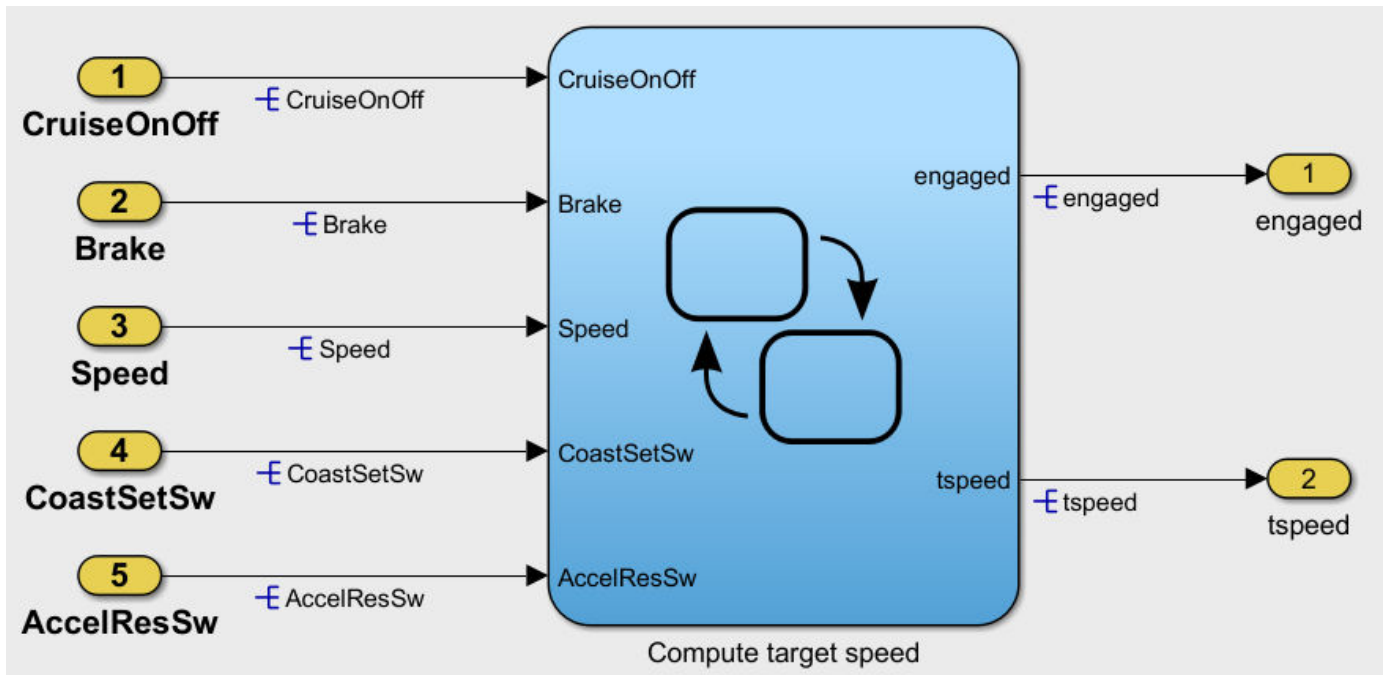 1
CruiseOnOff
CruiseOnOff
CruiseOnOff
2
Brake
Brake
Brake
3
Speed
Speed
Speed
4
CoastSetSw
CoastSetSw
CoastSetSw
5
AccelResSw
AccelResSw
AccelResSw
engaged
engaged
1
engaged
tspeed
tspeed
2
tspeed
Compute target speed